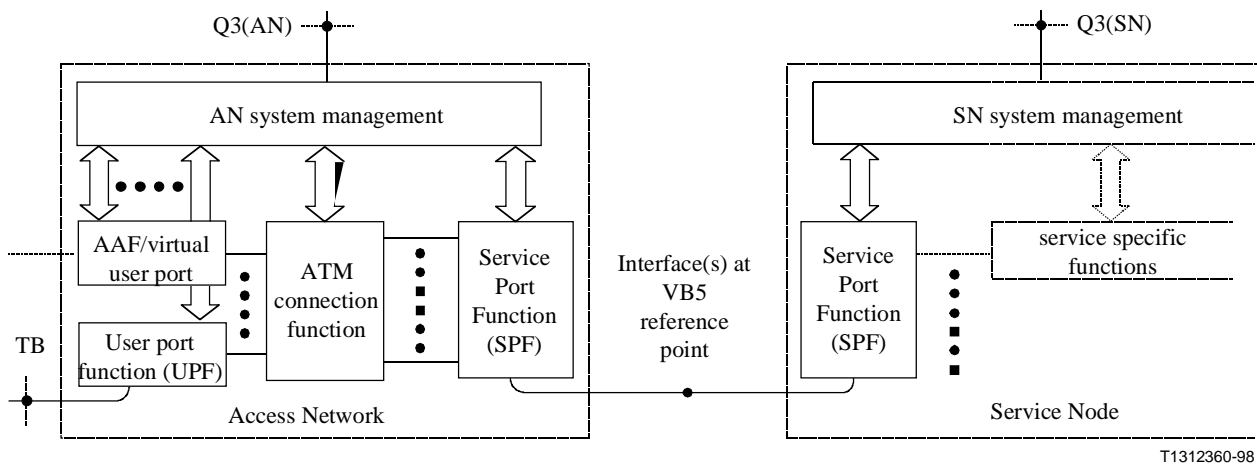 Q3(AN)
Q3(SN)
AN system management
SN system management
AAF/virtual
user port
ATM
connection
function
Service
Port
Function
(SPF)
Interface(s) at
VB5
reference
point
Service
Port
Function
(SPF)
service specific
functions
TB
User port
function (UPF)
Access Network
Service Node
T1312360-98